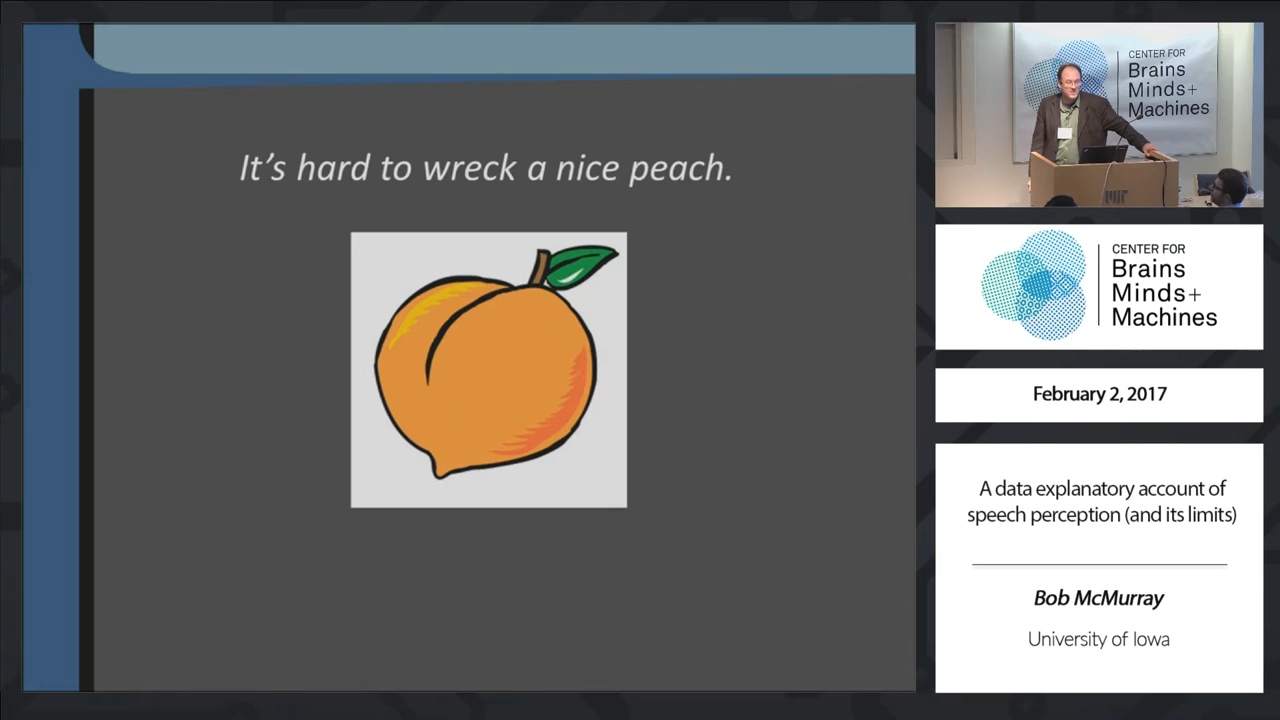 It's hard to wreck a nice peach.
CENTER FOR
Brains
Minds+
Machines
CENTER FOR
Brains
Minds+
Machines
February 2, 2017
A data explanatory account of
speech perception (and its limits)
Bob McMurray
University of Iowa